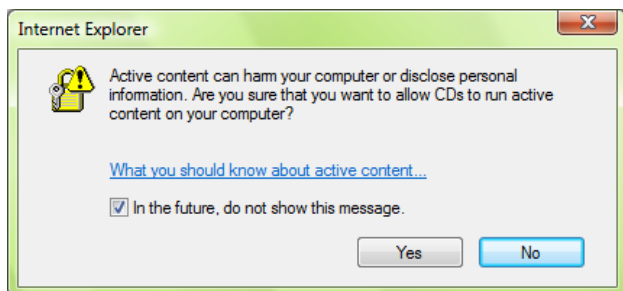 Internet Explorer
Active content can harm your computer or disclose personal
information. Are you sure that you want to allow CDs to run active
content on your computer?
What you should know about active content...
In the future, do not show this message.
Yes
No